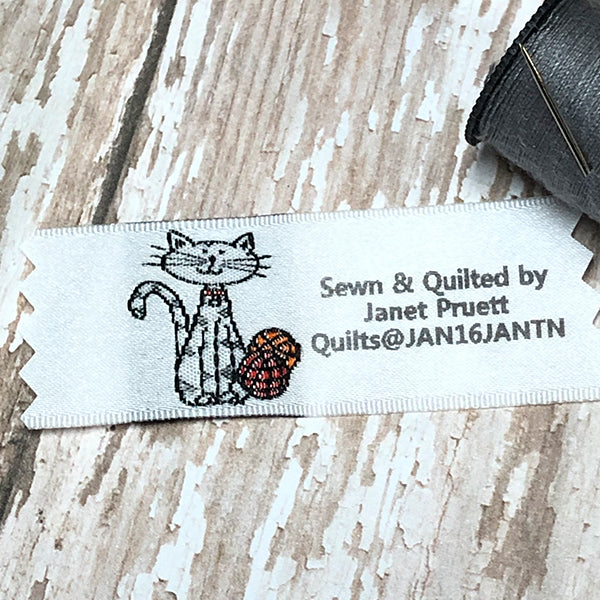 Sewn & Quilted by
Janet Pruett
Quilts@JAN16JANTN